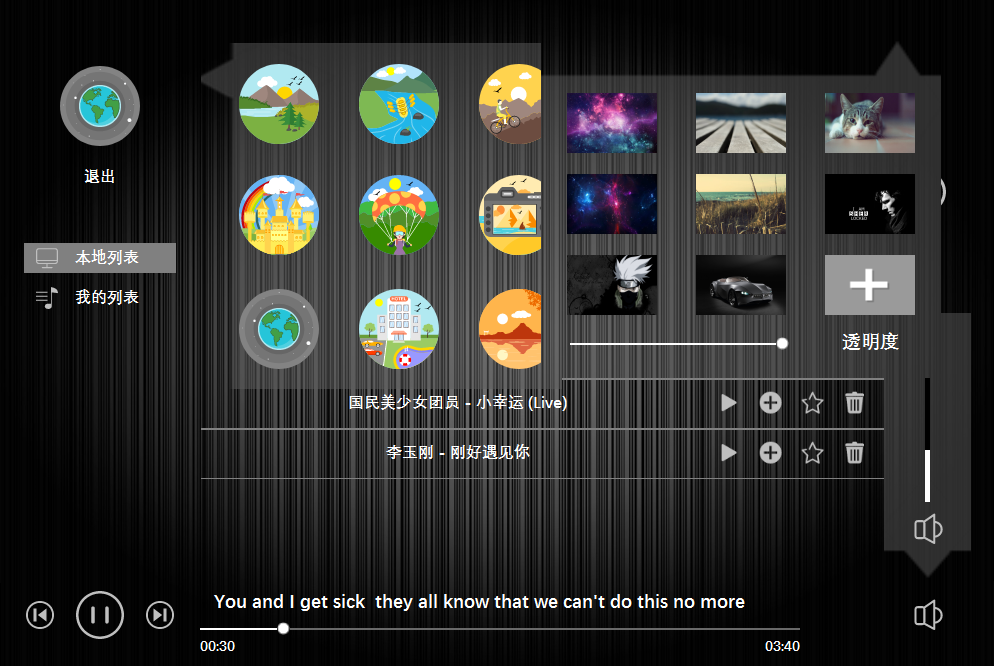 退出
本地列表
我的列表
HOTEL
透明度
国民美少女团员 - 小幸运 (Live)
李玉刚 - 刚好遇见你
You and I get sick  they all know that we can't do this no more
00:30
03:40